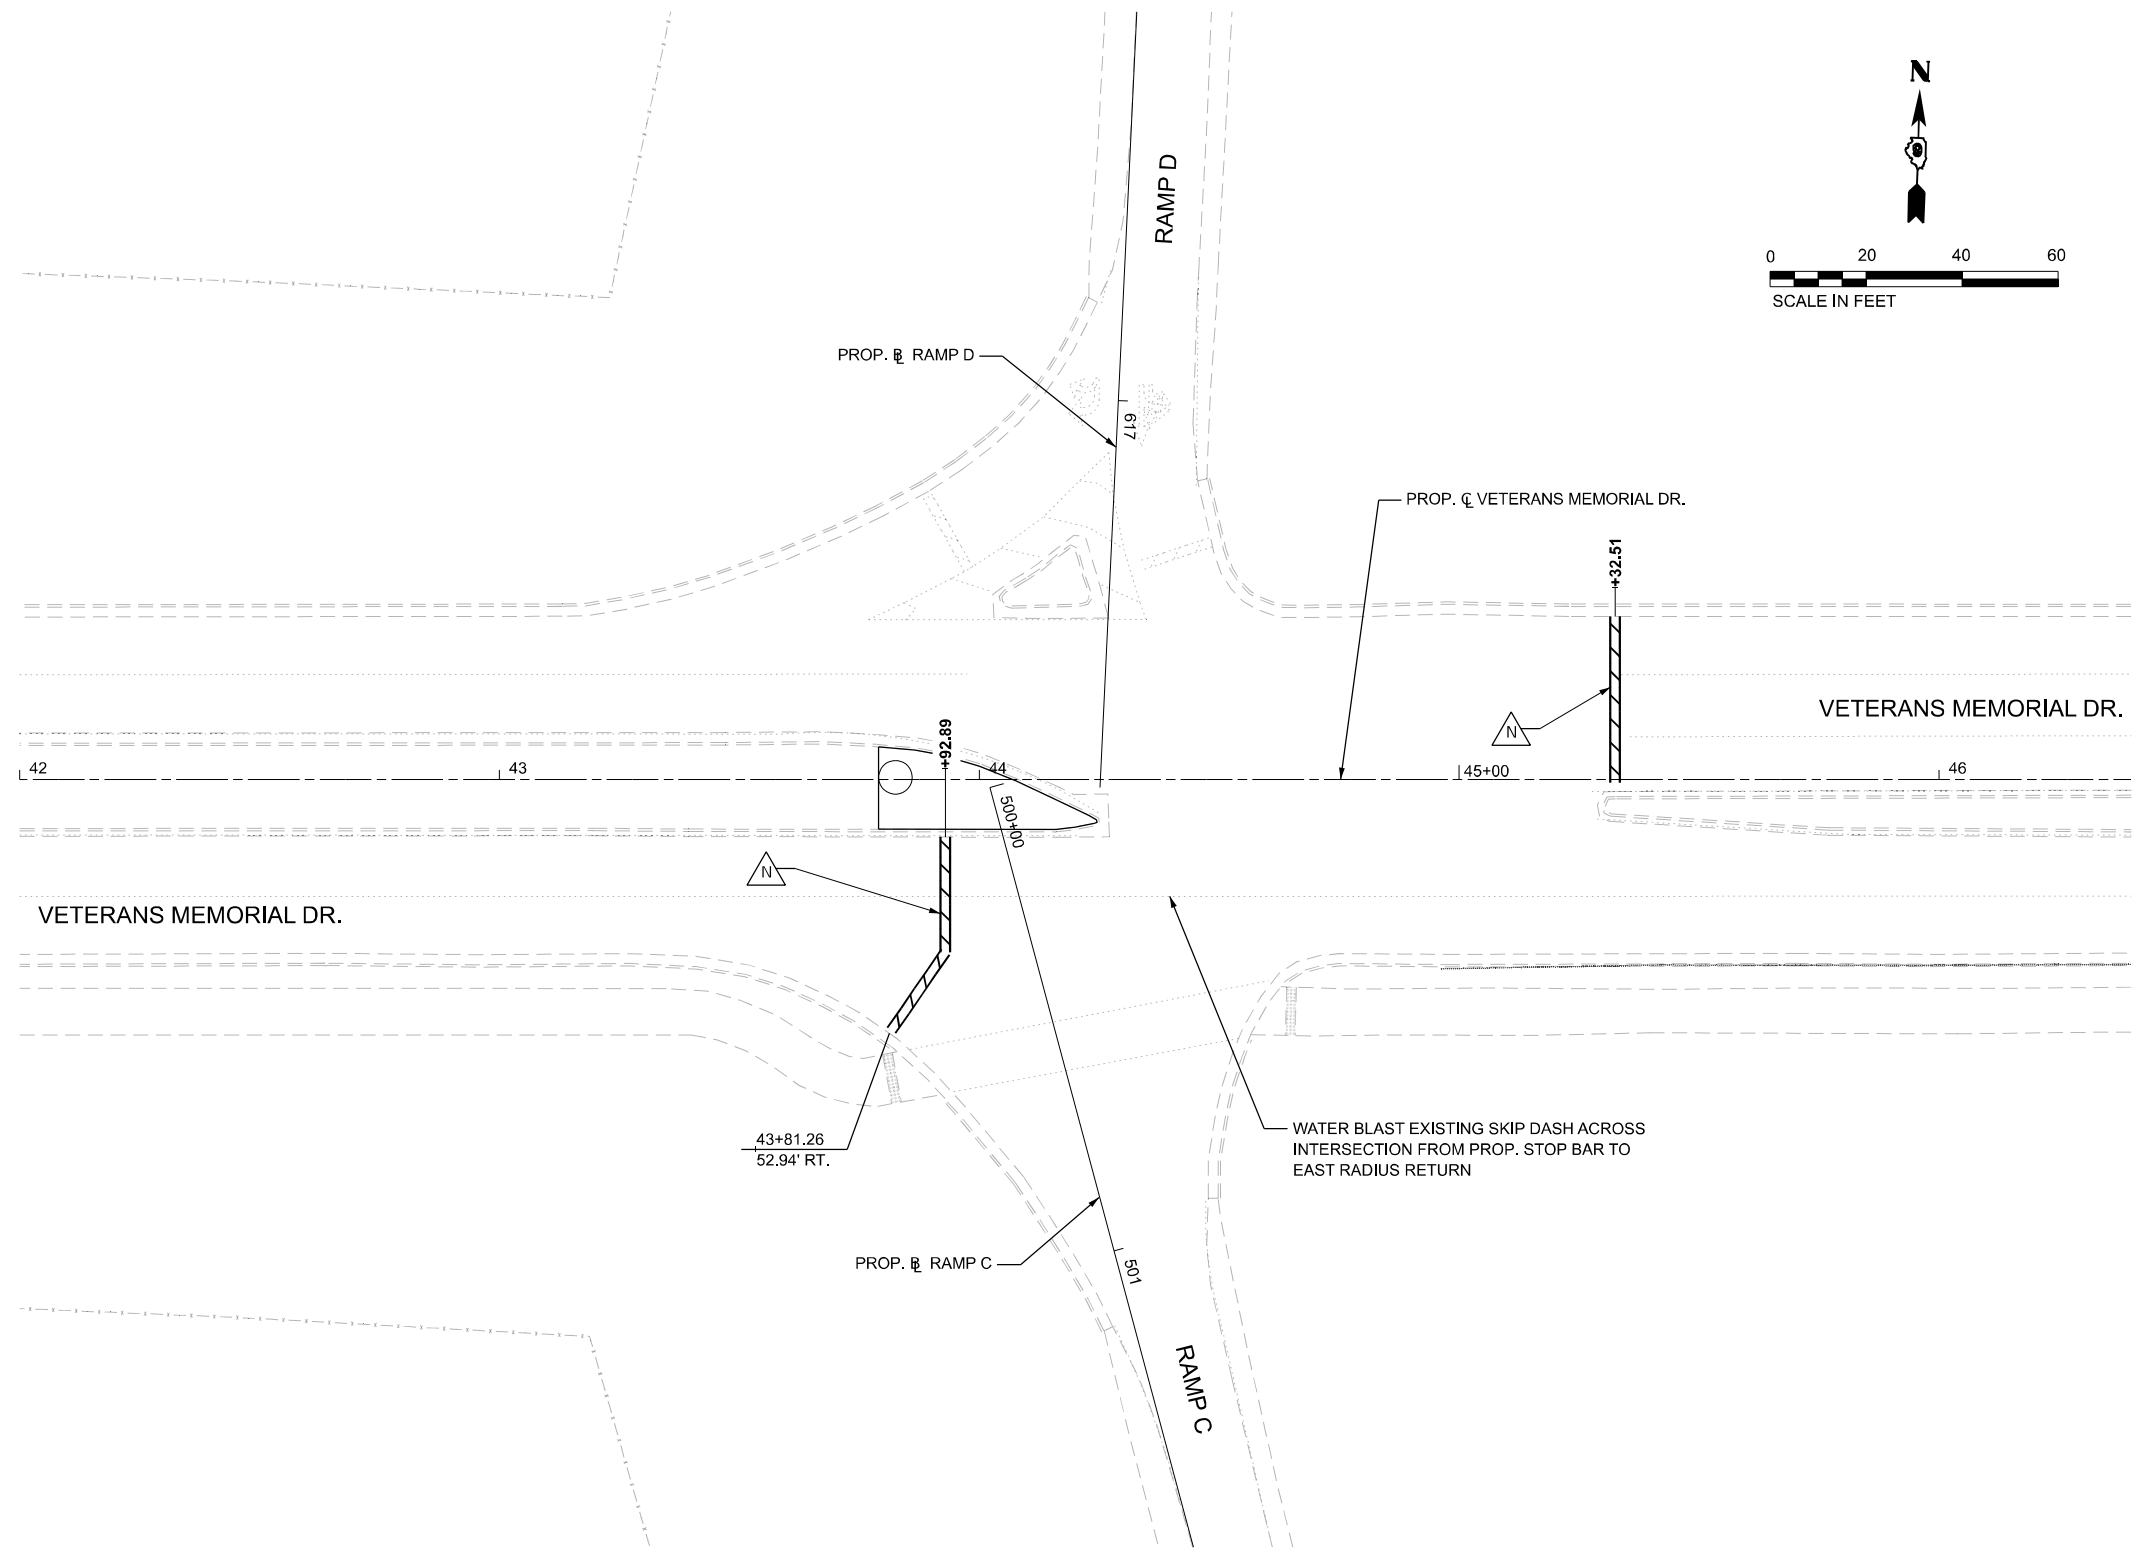 N
RAMP D
0 20 40 60
SCALE IN FEET
PROP. ℄ RAMP D
617
PROP. ℄ VETERANS MEMORIAL DR.
+32.51
N
VETERANS MEMORIAL DR.
+92.89
42 43 44 45+00 46
500+00
N
VETERANS MEMORIAL DR.
43+81.26
52.94' RT.
WATER BLAST EXISTING SKIP DASH ACROSS
INTERSECTION FROM PROP. STOP BAR TO
EAST RADIUS RETURN
PROP. ℄ RAMP C
501
RAMP C